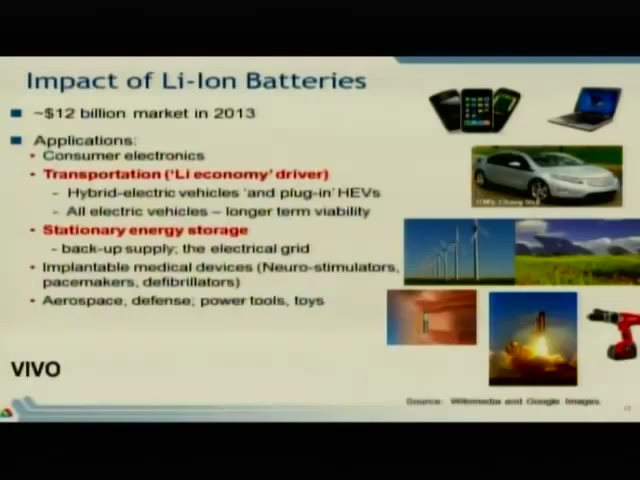 Impact of Li-Ion Batteries
~$12 billion market in 2013
Applications:
Consumer electronics
Transportation ('Li economy' driver)
- Hybrid-electric vehicles 'and plug-in' HEVs
- All electric vehicles – longer term viability
Stationary energy storage
- back-up supply; the electrical grid
Implantable medical devices (Neuro-stimulators,
pacemakers, defibrillators)
Aerospace, defense; power tools, toys
VIVO
Source: Wikimedia and Google Images.